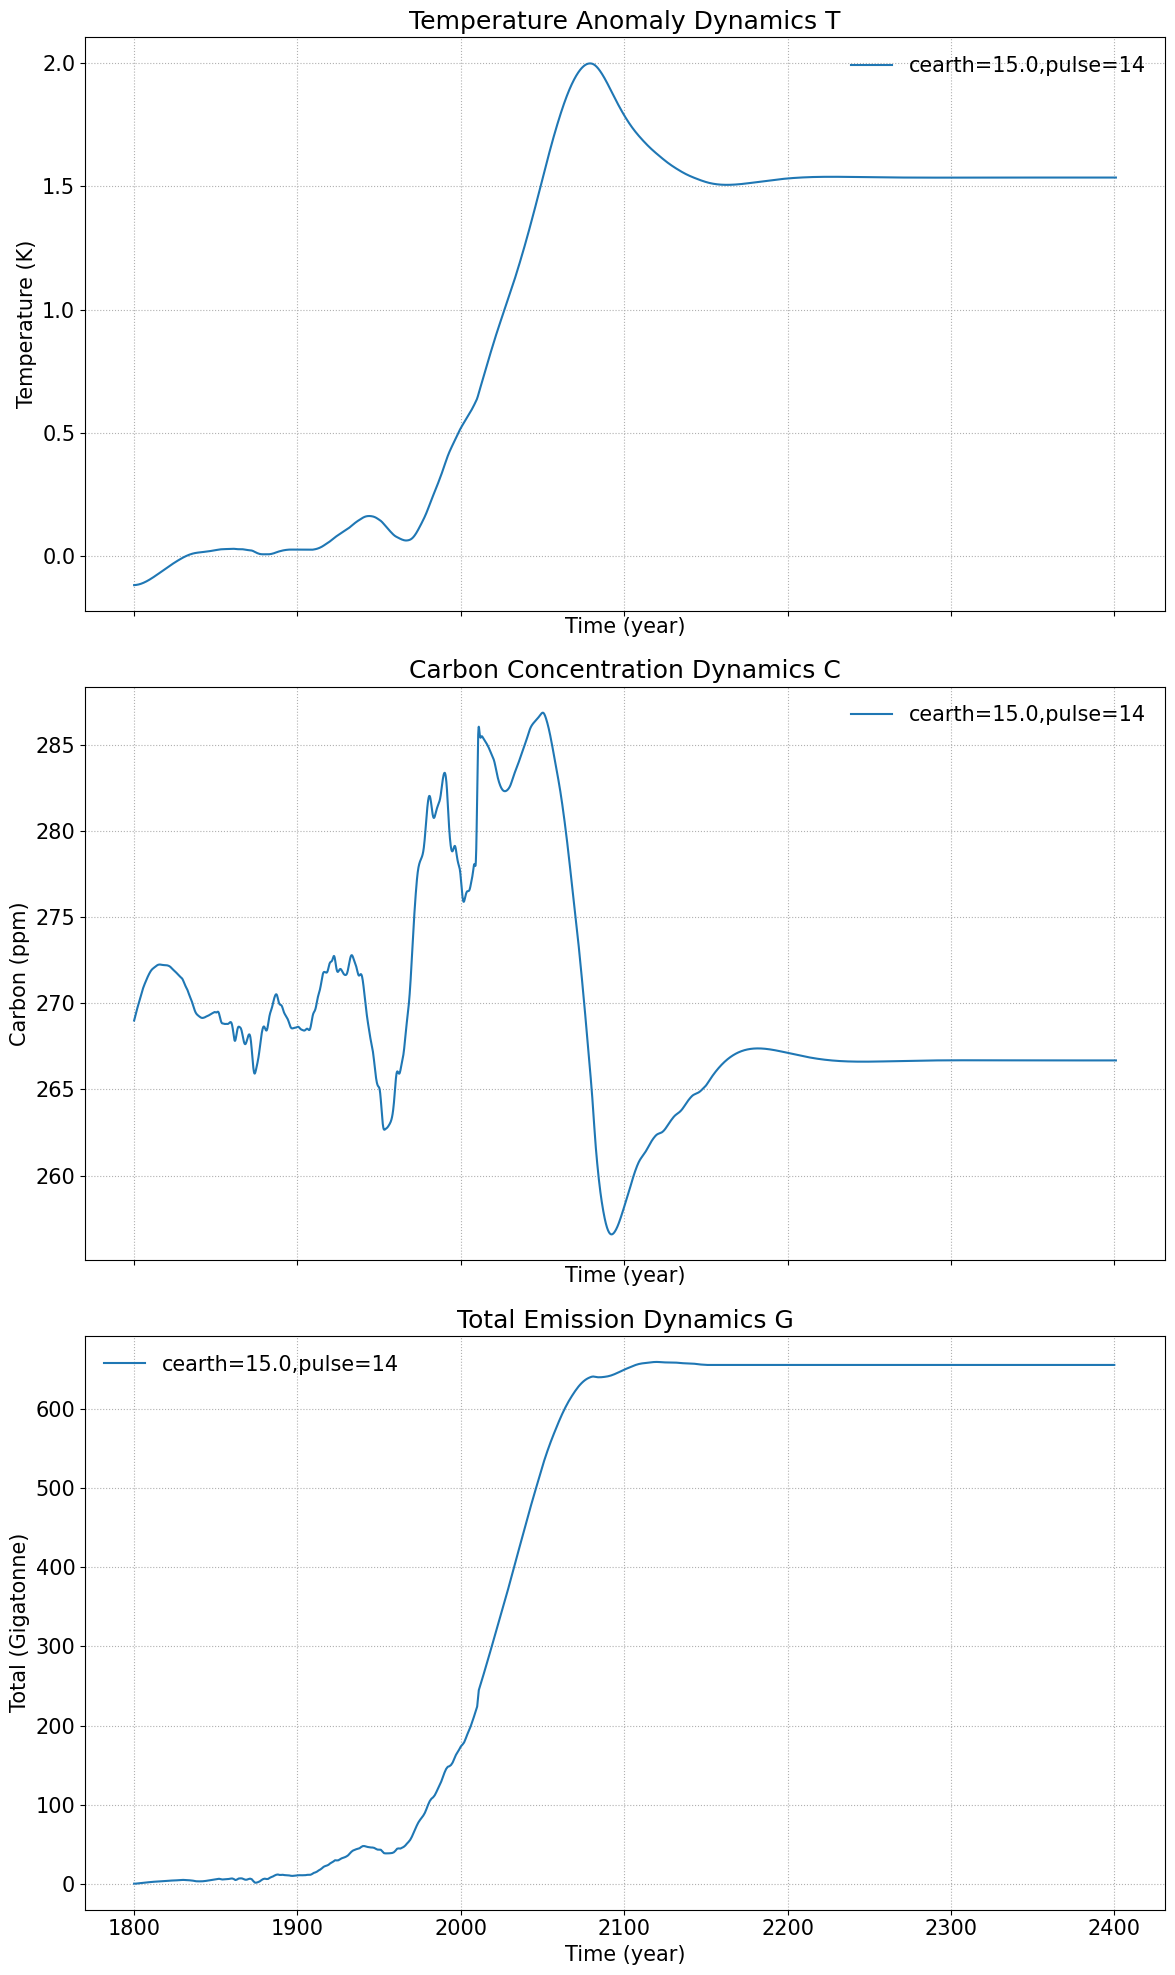 Temperature Anomaly Dynamics T
cearth=15.0,pulse=14
2.0
1.5
1.0
0.5
0.0
Temperature (K)
Time (year)
Carbon Concentration Dynamics C
cearth=15.0,pulse=14
285
280
275
270
265
260
Carbon (ppm)
Time (year)
Total Emission Dynamics G
cearth=15.0,pulse=14
600
500
400
300
200
100
0
Total (Gigatonne)
1800 1900 2000 2100 2200 2300 2400
Time (year)